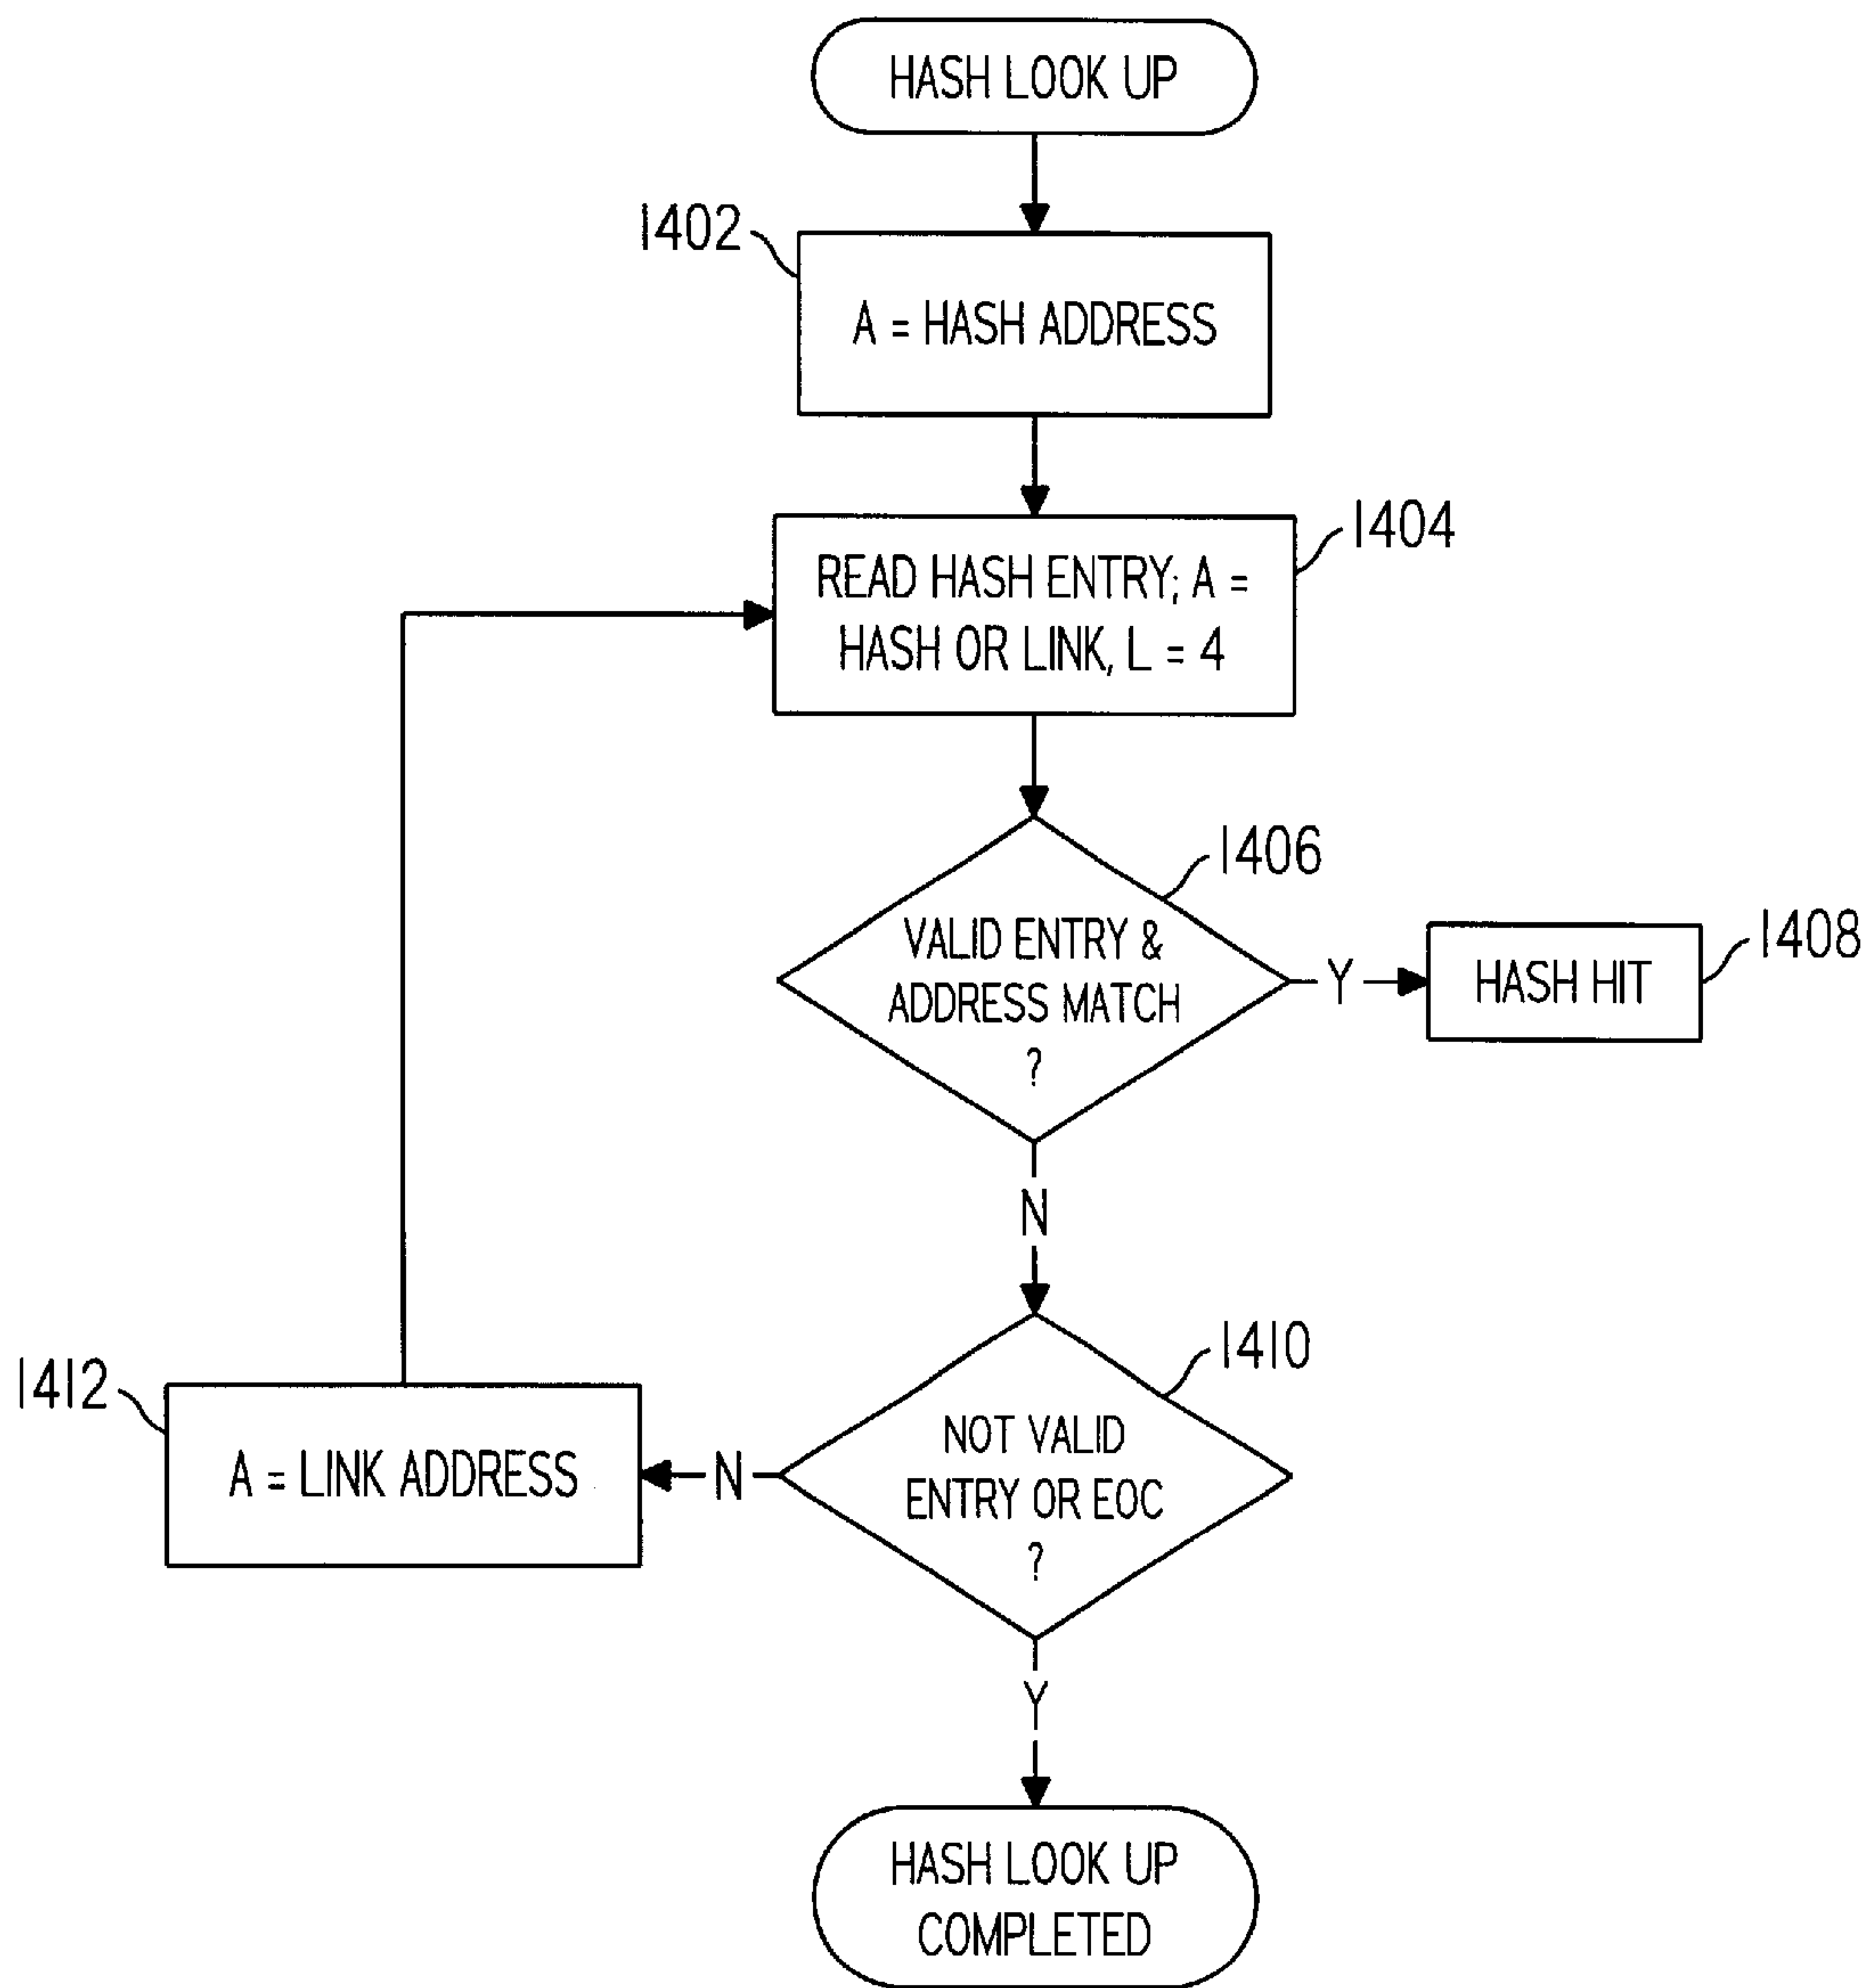 HASH LOOK UP
1402
A = HASH ADDRESS
1404
READ HASH ENTRY; A =
HASH OR LINK, L = 4
1406
VALID ENTRY &
ADDRESS MATCH
?
Y
HASH HIT
1408
N
1410
NOT VALID
ENTRY OR EOC
?
N
1412
A = LINK ADDRESS
Y
HASH LOOK UP
COMPLETED